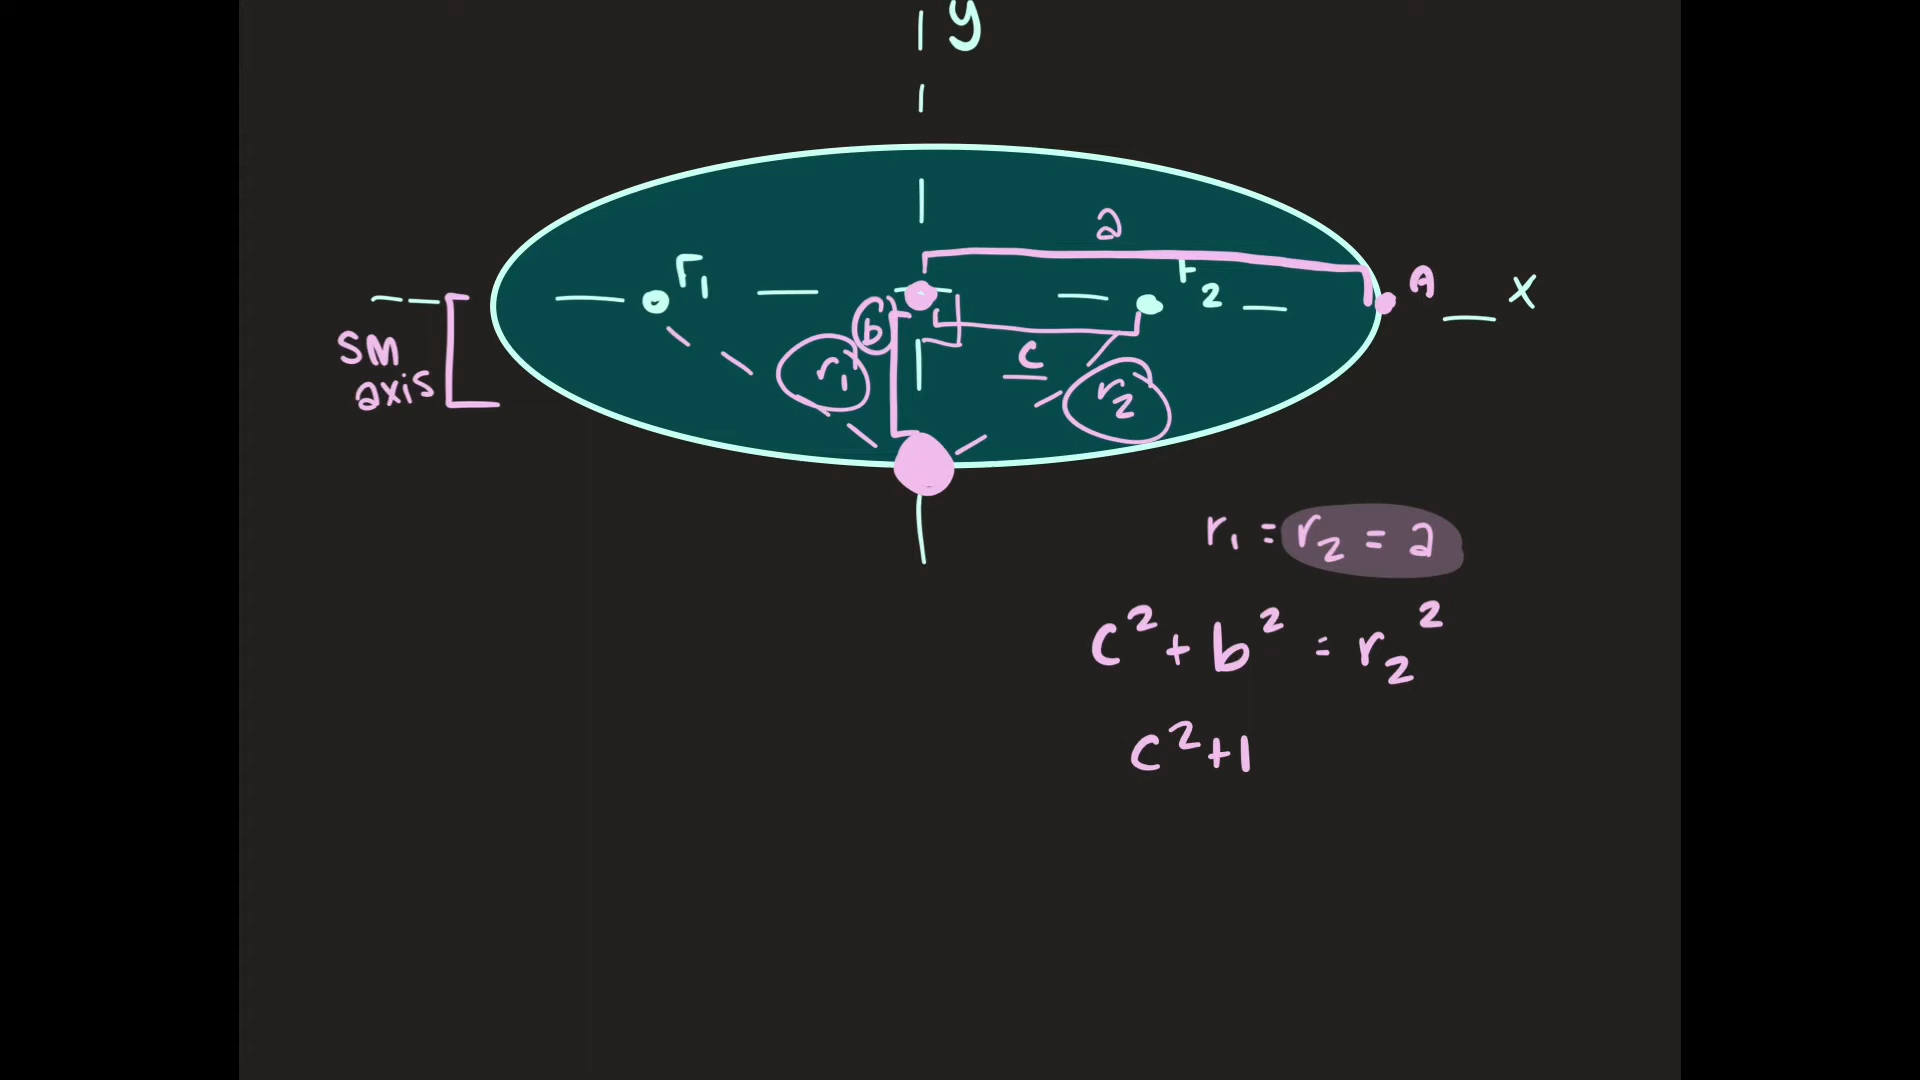 y
a
F₁
F₂
A
x
b
sm
axis
r₁
c
r₂
r₁ = r₂ = a
c² + b² = r₂²
c² + 1